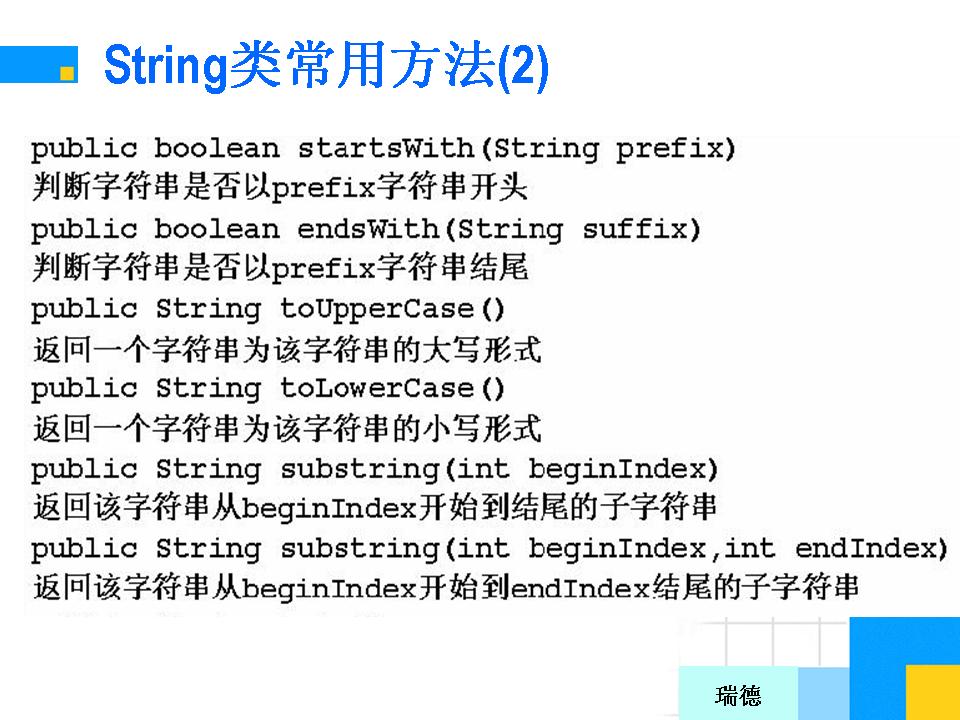 String类常用方法(2)
public boolean startsWith(String prefix)
判断字符串是否以prefix字符串开头
public boolean endsWith(String suffix)
判断字符串是否以prefix字符串结尾
public String toUpperCase()
返回一个字符串为该字符串的大写形式
public String toLowerCase()
返回一个字符串为该字符串的小写形式
public String substring(int beginIndex)
返回该字符串从beginIndex开始到结尾的子字符串
public String substring(int beginIndex,int endIndex)
返回该字符串从beginIndex开始到endIndex结尾的子字符串
瑞德